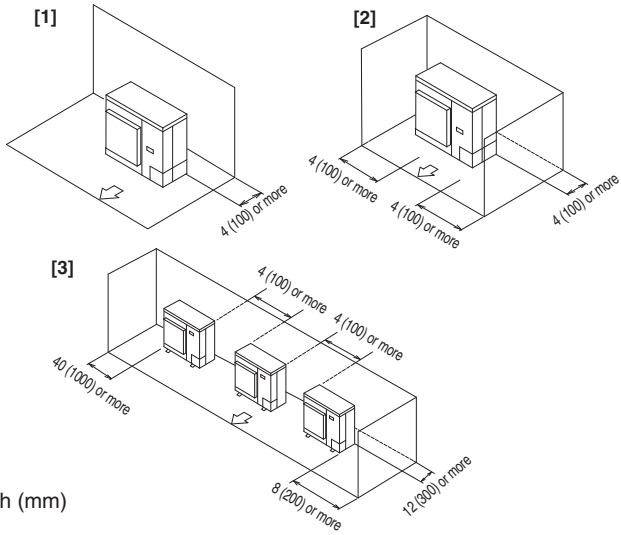 [1]
[2]
4 (100) or more
4 (100) or more
4 (100) or more
4 (100) or more
[3]
4 (100) or more
4 (100) or more
40 (1000) or more
8 (200) or more
12 (300) or more
h (mm)